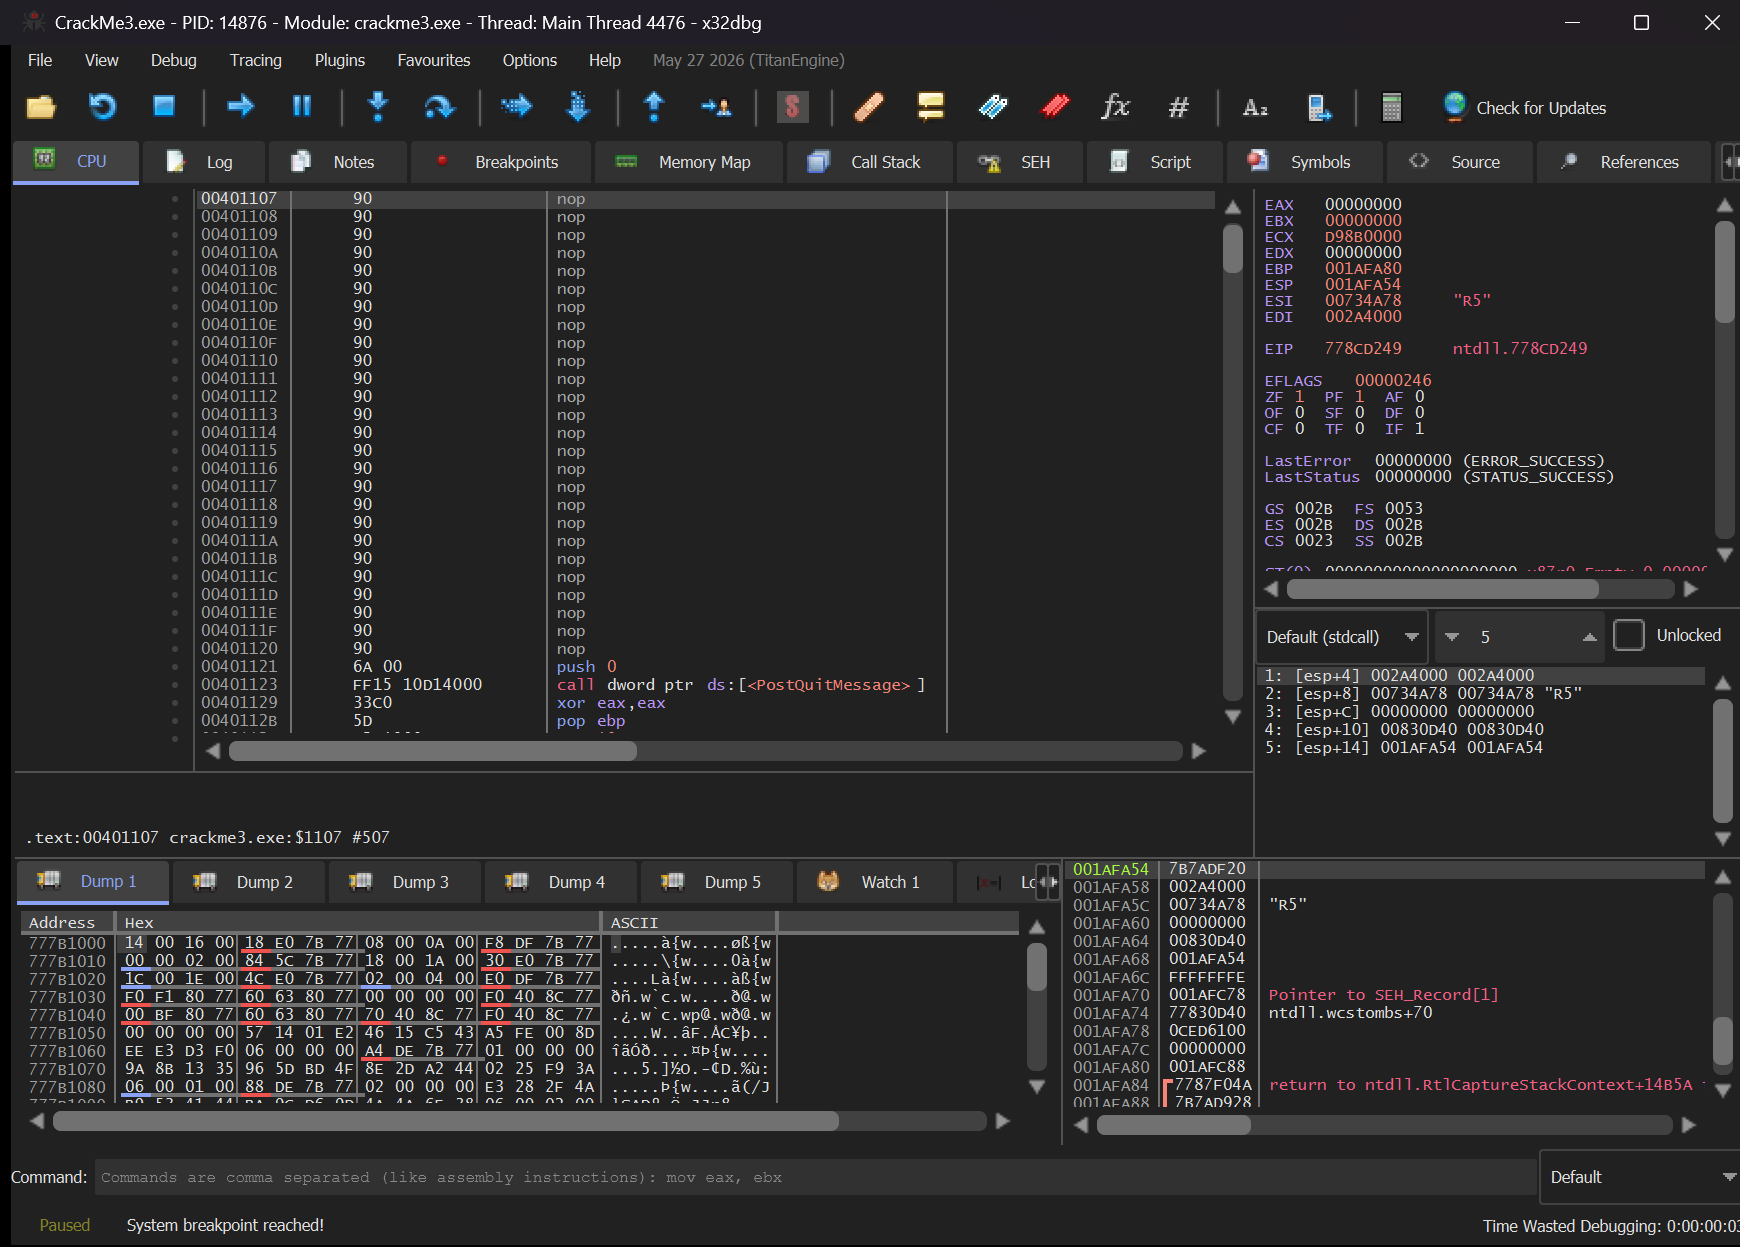 CrackMe3.exe - PID: 14876 - Module: crackme3.exe - Thread: Main Thread 4476 - x32dbg
File View Debug Tracing Plugins Favourites Options Help May 27 2026 (TitanEngine)
Check for Updates
CPU Log Notes Breakpoints Memory Map Call Stack SEH Script Symbols Source References
00401107 90 nop
00401108 90 nop
00401109 90 nop
0040110A 90 nop
0040110B 90 nop
0040110C 90 nop
0040110D 90 nop
0040110E 90 nop
0040110F 90 nop
00401110 90 nop
00401111 90 nop
00401112 90 nop
00401113 90 nop
00401114 90 nop
00401115 90 nop
00401116 90 nop
00401117 90 nop
00401118 90 nop
00401119 90 nop
0040111A 90 nop
0040111B 90 nop
0040111C 90 nop
0040111D 90 nop
0040111E 90 nop
0040111F 90 nop
00401120 90 nop
00401121 6A 00 push 0
00401123 FF15 10D14000 call dword ptr ds:[<PostQuitMessage>]
00401129 33C0 xor eax,eax
0040112B 5D pop ebp
EAX 00000000
EBX 00000000
ECX D98B0000
EDX 00000000
EBP 001AFA80
ESP 001AFA54
ESI 00734A78 "R5"
EDI 002A4000
EIP 778CD249 ntdll.778CD249
EFLAGS 00000246
ZF 1 PF 1 AF 0
OF 0 SF 0 DF 0
CF 0 TF 0 IF 1
LastError 00000000 (ERROR_SUCCESS)
LastStatus 00000000 (STATUS_SUCCESS)
GS 002B FS 0053
ES 002B DS 002B
CS 0023 SS 002B
Default (stdcall) 5 Unlocked
1: [esp+4] 002A4000 002A4000
2: [esp+8] 00734A78 00734A78 "R5"
3: [esp+C] 00000000 00000000
4: [esp+10] 00830D40 00830D40
5: [esp+14] 001AFA54 001AFA54
.text:00401107 crackme3.exe:$1107 #507
Dump 1 Dump 2 Dump 3 Dump 4 Dump 5 Watch 1
Address Hex ASCII
777B1000 14 00 16 00 18 E0 7B 77 08 00 0A 00 F8 DF 7B 77 .....à{w....øß{w
777B1010 00 00 02 00 84 5C 7B 77 18 00 1A 00 30 E0 7B 77 .....\{w....0à{w
777B1020 1C 00 1E 00 4C E0 7B 77 02 00 04 00 E0 DF 7B 77 ....Là{w....àß{w
777B1030 F0 F1 80 77 60 63 80 77 00 00 00 00 F0 40 8C 77 ðñ.w`c.w....ð@.w
777B1040 00 BF 80 77 60 63 80 77 70 40 8C 77 F0 40 8C 77 .¿.w`c.wp@.wð@.w
777B1050 00 00 00 00 57 14 01 E2 46 15 C5 43 A5 FE 00 8D ....W..âF.ÅC¥þ..
777B1060 EE E3 D3 F0 06 00 00 00 A4 DE 7B 77 01 00 00 00 îãÓð....¤Þ{w....
777B1070 9A 8B 13 35 96 5D BD 4F 8E 2D A2 44 02 25 F9 3A ...5.]½O.-¢D.%ù:
777B1080 06 00 01 00 88 DE 7B 77 02 00 00 00 E3 28 2F 4A .....Þ{w....ã(/J
001AFA54 7B7ADF20
001AFA58 002A4000
001AFA5C 00734A78 "R5"
001AFA60 00000000
001AFA64 00830D40
001AFA68 001AFA54
001AFA6C FFFFFFFE
001AFA70 001AFC78 Pointer to SEH_Record[1]
001AFA74 77830D40 ntdll.wcstombs+70
001AFA78 0CED6100
001AFA7C 00000000
001AFA80 001AFC88
001AFA84 7787F04A return to ntdll.RtlCaptureStackContext+14B5A
001AFA88 7B7AD928
Command: Commands are comma separated (like assembly instructions): mov eax, ebx Default
Paused System breakpoint reached! Time Wasted Debugging: 0:00:00:03